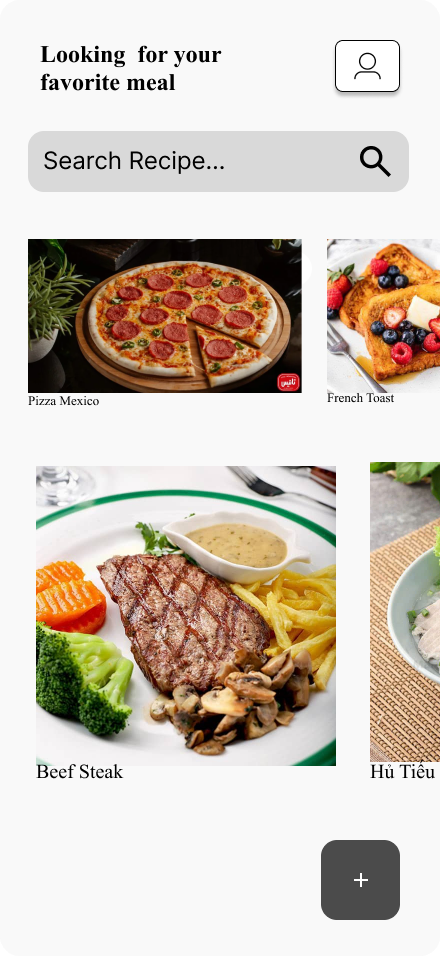 Looking  for your
favorite meal
Search Recipe...
Pizza Mexico
French Toast
Beef Steak
Hủ Tiếu